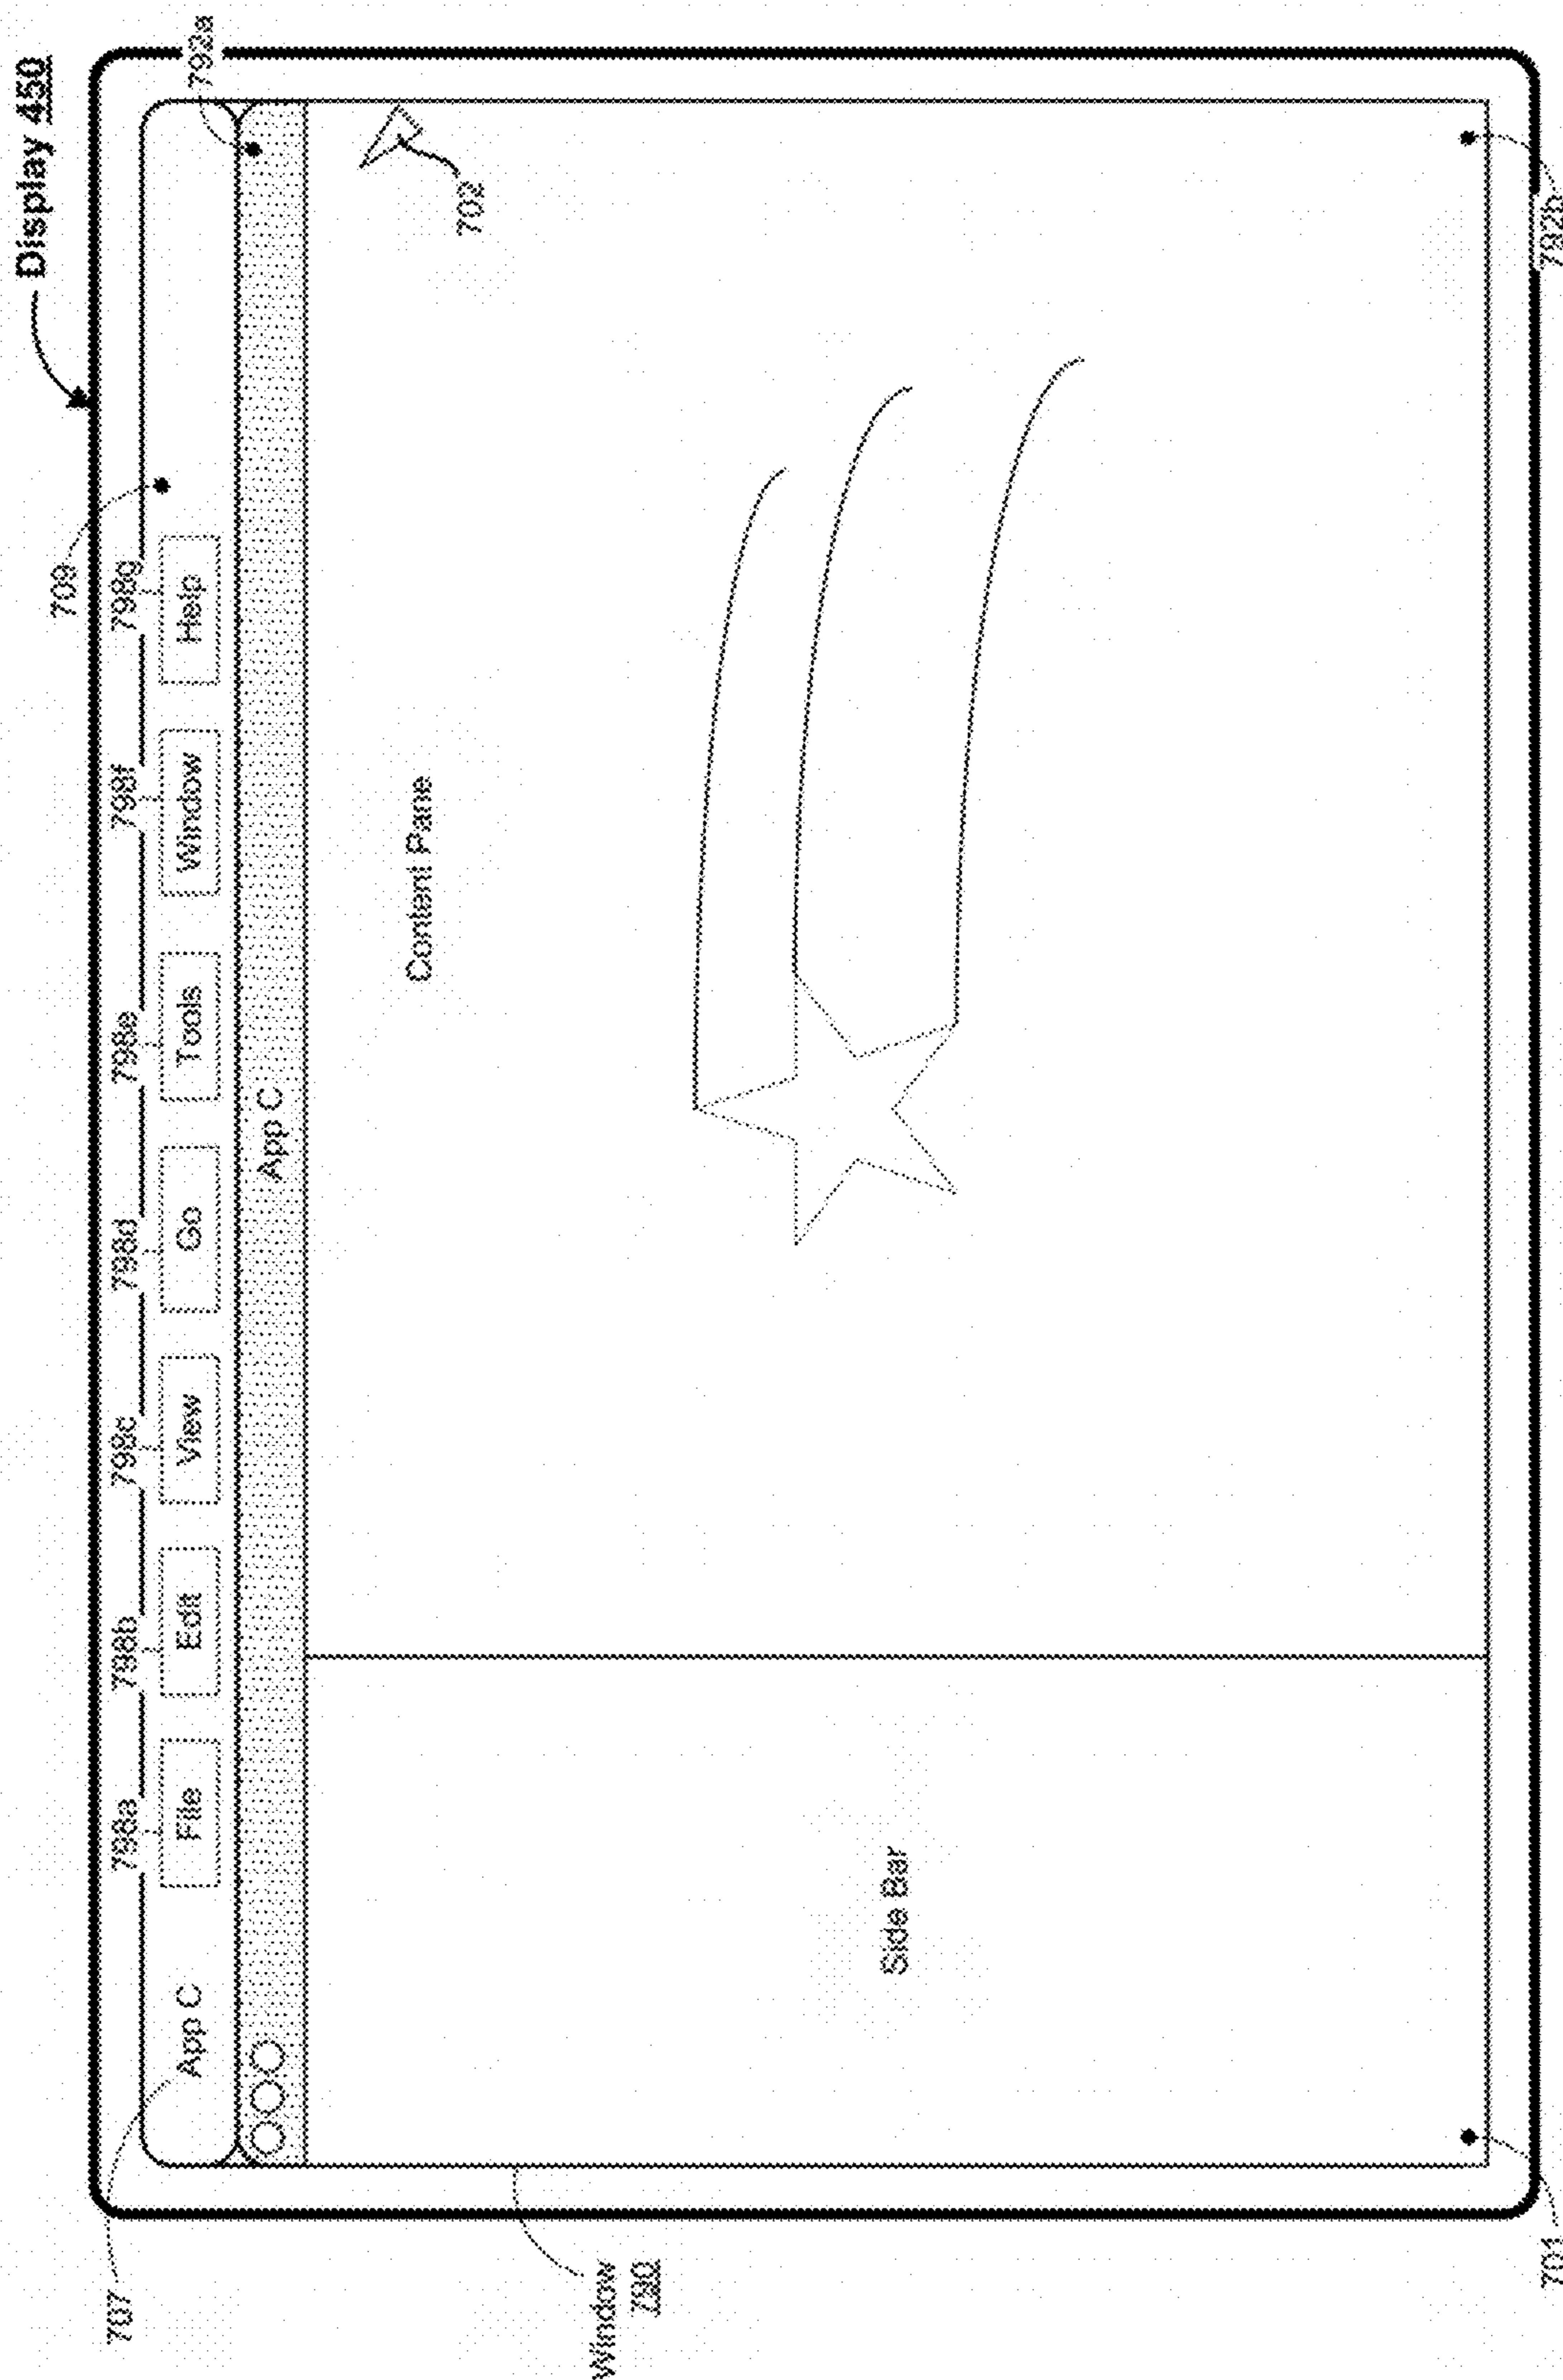 Display 450
709
707
798a 798b 798c 798d 798e 798f 798g
App C File Edit View Go Tools Window Help
792a
App C
Content Pane
702
Window
790
Side Bar
701
792b